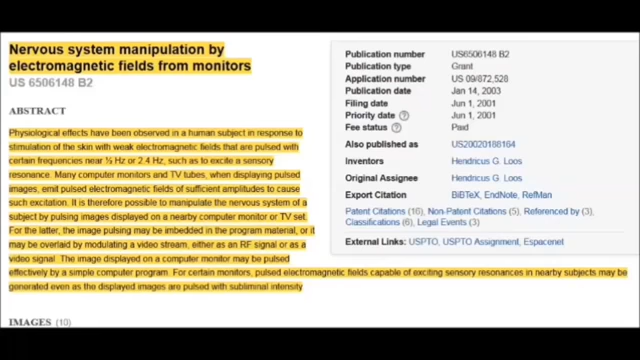 Nervous system manipulation by
electromagnetic fields from monitors
US 6506148 B2
ABSTRACT
Physiological effects have been observed in a human subject in response to
stimulation of the skin with weak electromagnetic fields that are pulsed with
certain frequencies near ½ Hz or 2.4 Hz, such as to excite a sensory
resonance. Many computer monitors and TV tubes, when displaying pulsed
images, emit pulsed electromagnetic fields of sufficient amplitudes to cause
such excitation. It is therefore possible to manipulate the nervous system of a
subject by pulsing images displayed on a nearby computer monitor or TV set.
For the latter, the image pulsing may be imbedded in the program material, or it
may be overlaid by modulating a video stream, either as an RF signal or as a
video signal. The image displayed on a computer monitor may be pulsed
effectively by a simple computer program. For certain monitors, pulsed electromagnetic fields capable of exciting sensory resonances in nearby subjects may be
generated even as the displayed images are pulsed with subliminal intensity
IMAGES (10)
Publication number US6506148 B2
Publication type Grant
Application number US 09/872,528
Publication date Jan 14, 2003
Filing date Jun 1, 2001
Priority date ? Jun 1, 2001
Fee status ? Paid
Also published as US20020188164
Inventors Hendricus G. Loos
Original Assignee Hendricus G. Loos
Export Citation BiBTeX, EndNote, RefMan
Patent Citations (16), Non-Patent Citations (5), Referenced by (3),
Classifications (6), Legal Events (3)
External Links: USPTO, USPTO Assignment, Espacenet